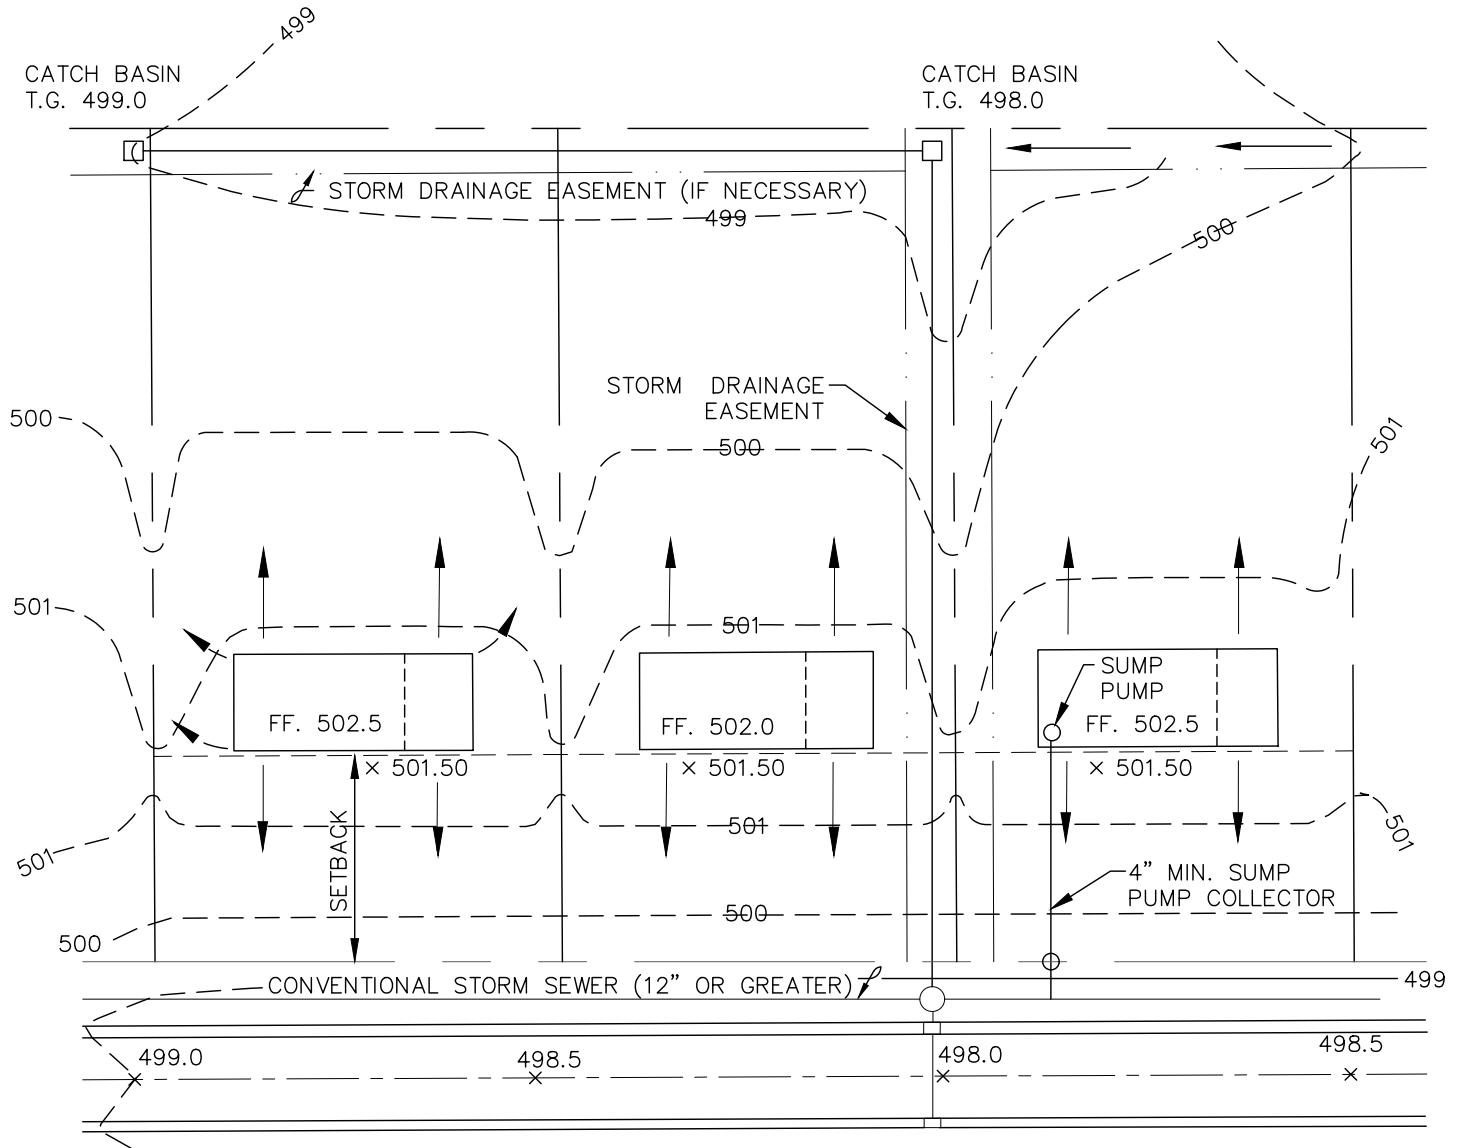 499
CATCH BASIN
T.G. 499.0
CATCH BASIN
T.G. 498.0
STORM DRAINAGE EASEMENT (IF NECESSARY)
499
500
STORM DRAINAGE
EASEMENT
500
500
501
501
501
SUMP
PUMP
FF. 502.5
FF. 502.0
FF. 502.5
× 501.50
× 501.50
× 501.50
SETBACK
501
501
501
4” MIN. SUMP
PUMP COLLECTOR
500
500
CONVENTIONAL STORM SEWER (12” OR GREATER)
499
499.0
498.5
498.0
498.5